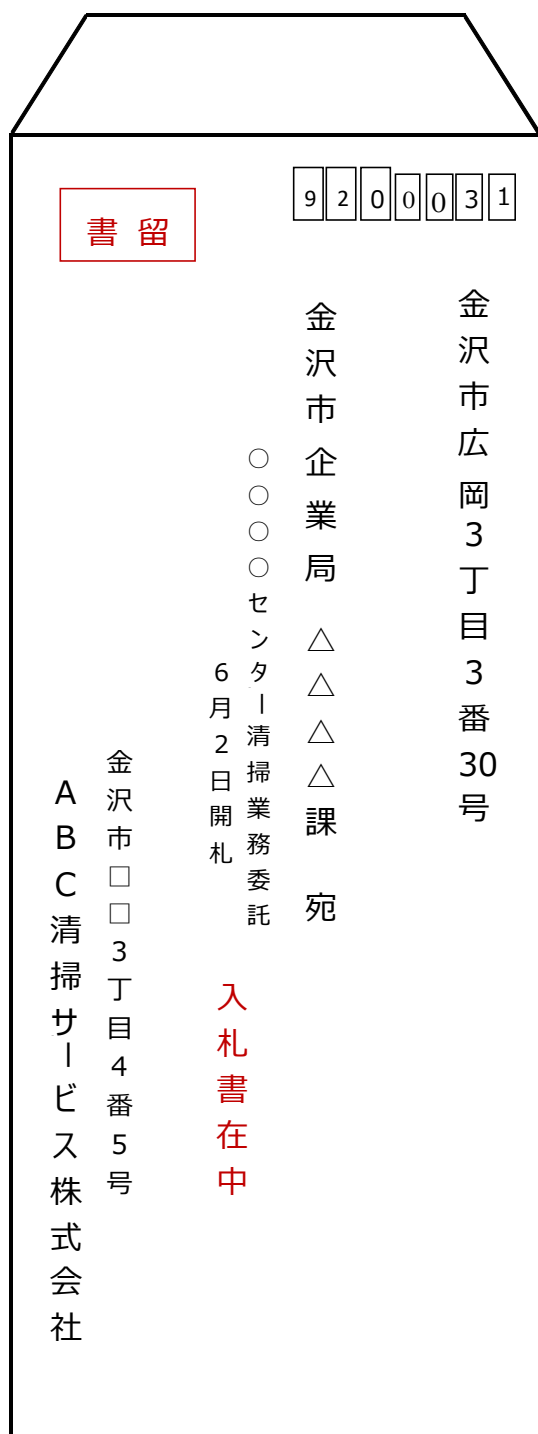 書留
9200031
金沢市広岡3丁目3番30号
金沢市企業局 △△△△課 宛
○○○○センター清掃業務委託
6月2日開札
入札書在中
金沢市□□3丁目4番5号
ABC清掃サービス株式会社